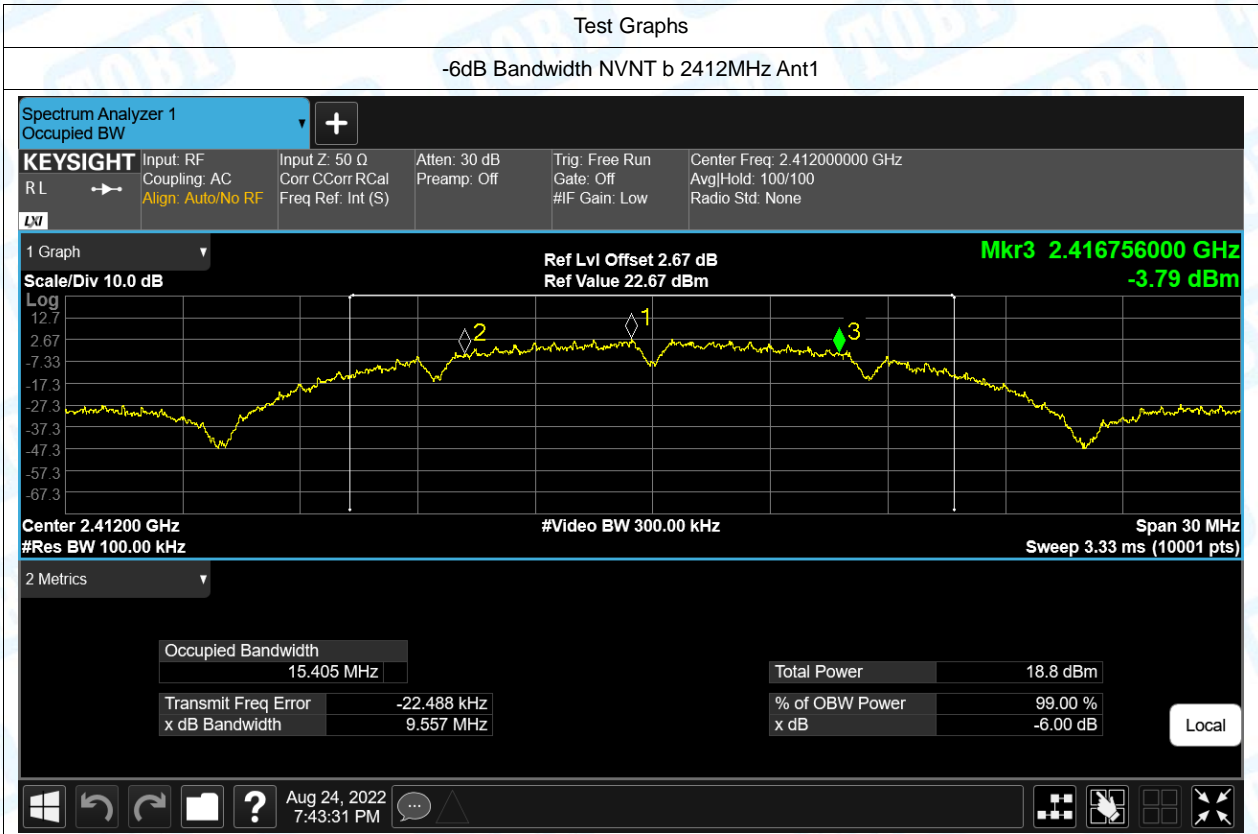 Test Graphs
-6dB Bandwidth NVNT b 2412MHz Ant1
Spectrum Analyzer 1
Occupied BW
KEYSIGHT Input: RF Input Z: 50 Ω Atten: 30 dB Trig: Free Run Center Freq: 2.412000000 GHz
R L Coupling: AC Corr CCorr RCal Preamp: Off Gate: Off Avg|Hold: 100/100
Align: Auto/No RF Freq Ref: Int (S) #IF Gain: Low Radio Std: None
LXI
1 Graph
Ref Lvl Offset 2.67 dB
Mkr3 2.416756000 GHz
Scale/Div 10.0 dB Ref Value 22.67 dBm -3.79 dBm
Log
12.7
2.67
-7.33
-17.3
-27.3
-37.3
-47.3
-57.3
-67.3
2
1
3
Center 2.41200 GHz #Video BW 300.00 kHz Span 30 MHz
#Res BW 100.00 kHz Sweep 3.33 ms (10001 pts)
2 Metrics
Occupied Bandwidth
15.405 MHz Total Power 18.8 dBm
Transmit Freq Error -22.488 kHz % of OBW Power 99.00 %
x dB Bandwidth 9.557 MHz x dB -6.00 dB
Local
Aug 24, 2022
7:43:31 PM
TOBY